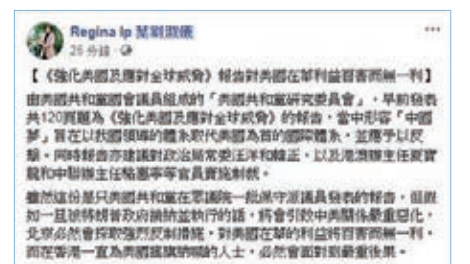 Regina Ip 葉劉淑儀
25 分鐘 ·
【《強化美國及應對全球威脅》報告對美國在華利益百害而無一利】
由美國共和黨國會議員組成的「美國共和黨研究委員會」，早前發表
共120頁題為《強化美國及應對全球威脅》的報告，當中形容「中國
夢」旨在以我國領導的體系取代美國為首的國際體系，並應予以反
擊。同時報告亦建議對政治局常委汪洋和韓正，以及港澳辦主任夏寶
龍和中聯辦主任駱惠寧等官員實施制裁。
雖然這份是只美國共和黨在眾議院一般保守派議員發表的報告，但假
如一旦被特朗普政府採納並執行的話，將會引致中美關係嚴重惡化，
北京必然會採取強烈反制措施，對美國在華的利益將百害而無一利，
而在香港一直為美國搖旗吶喊的人士，必然會面對到嚴重後果。